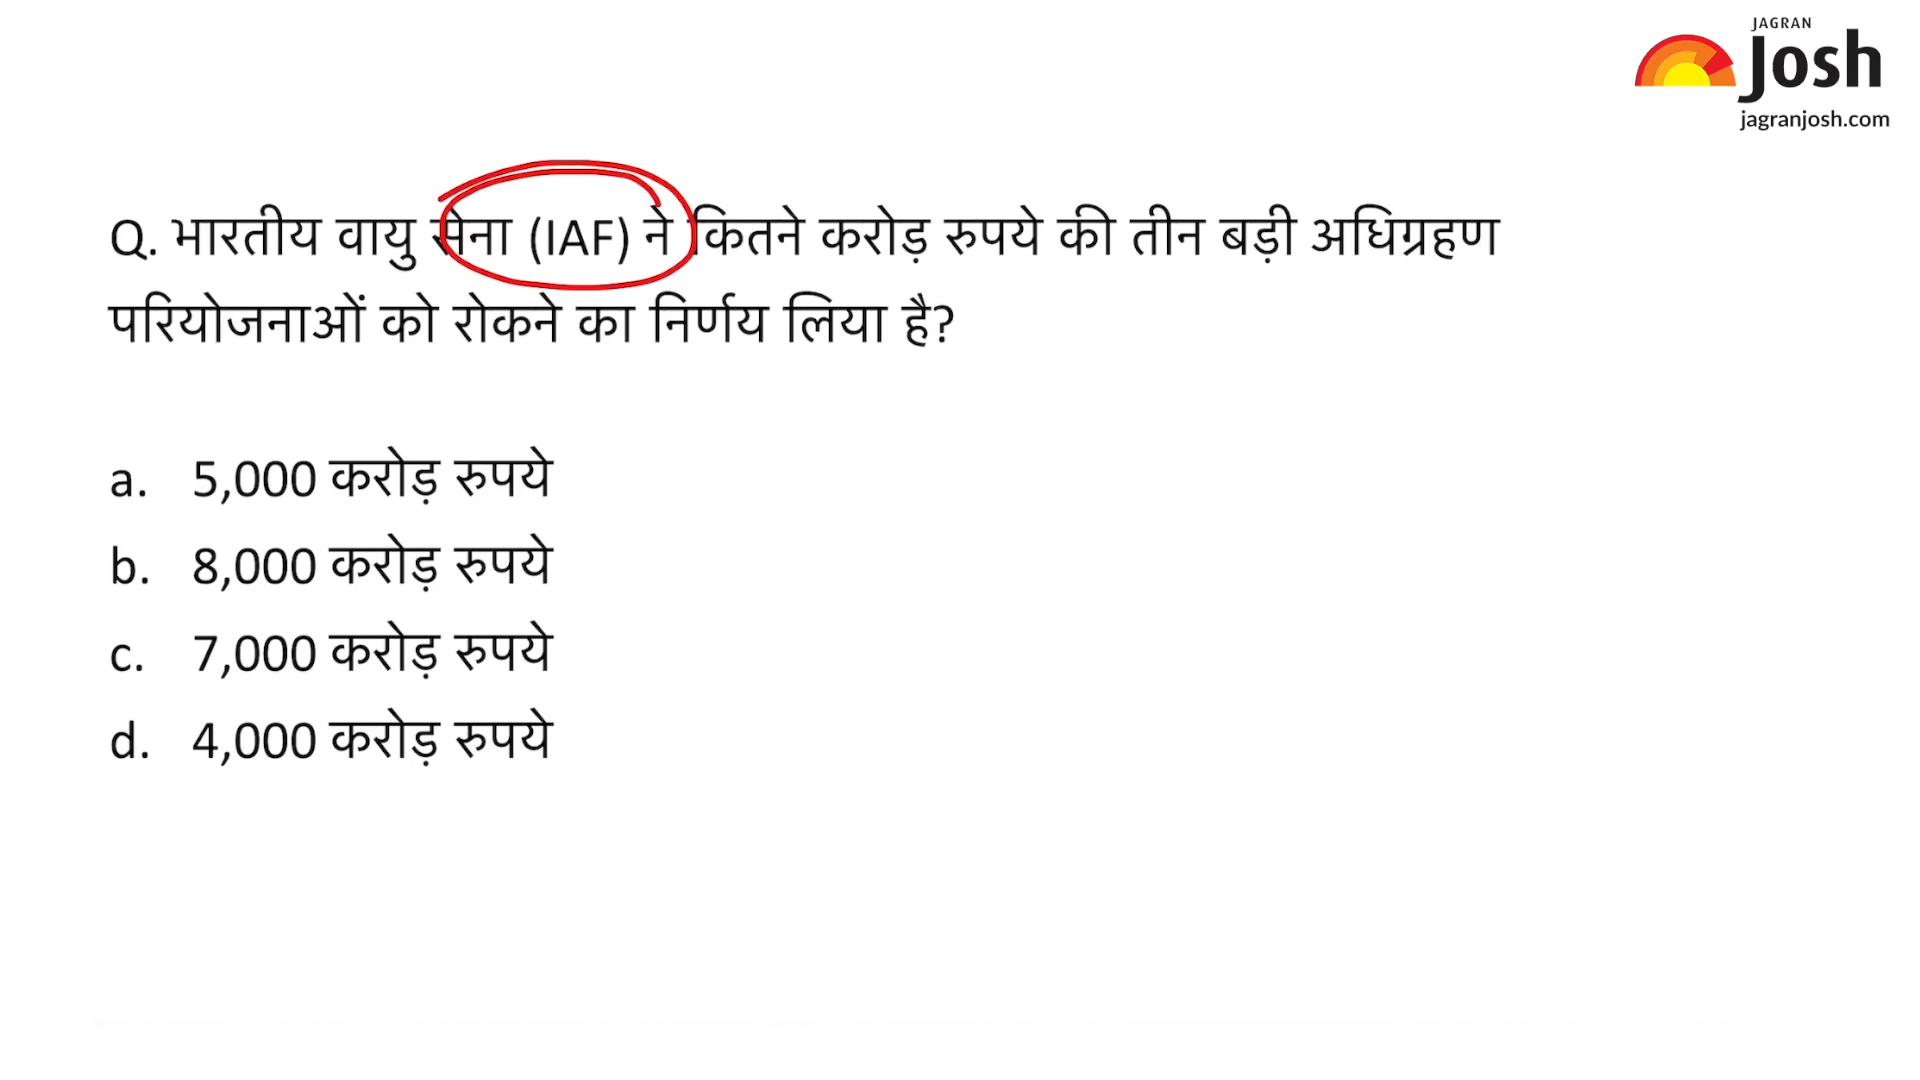 JAGRAN
Josh
jagranjosh.com
Q. भारतीय वायु सेना (IAF) ने कितने करोड़ रुपये की तीन बड़ी अधिग्रहण
परियोजनाओं को रोकने का निर्णय लिया है?
a. 5,000 करोड़ रुपये
b. 8,000 करोड़ रुपये
c. 7,000 करोड़ रुपये
d. 4,000 करोड़ रुपये